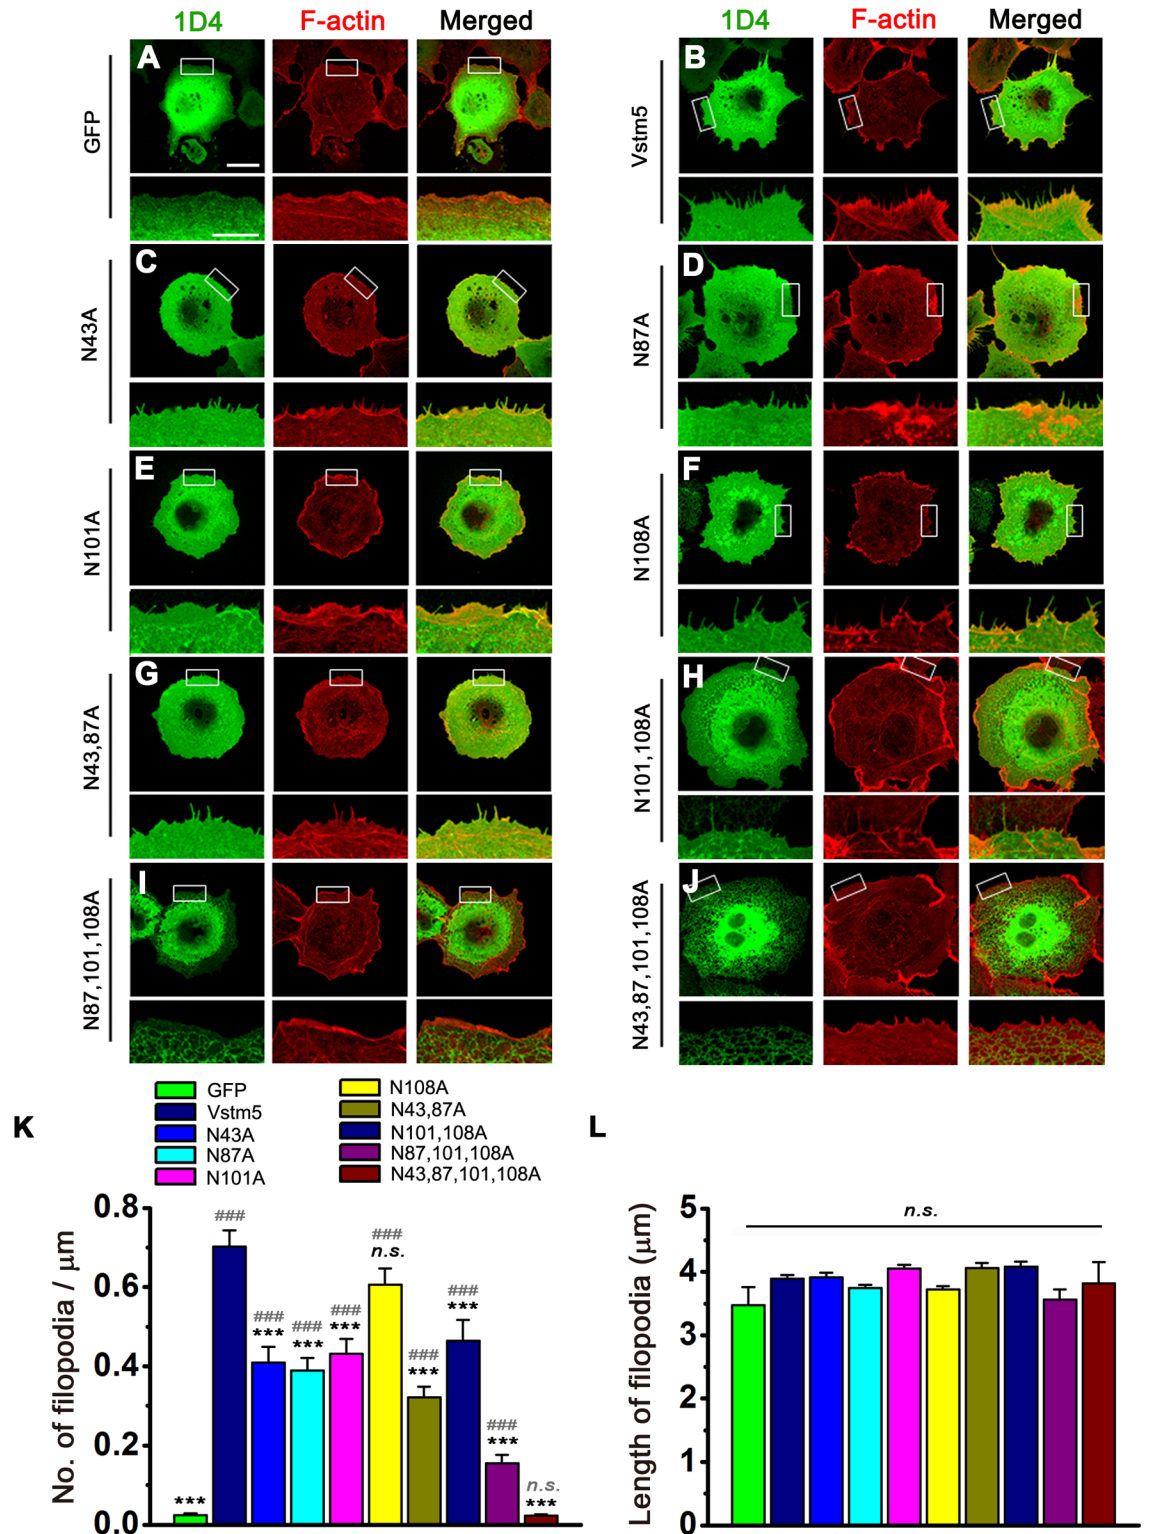 1D4 F-actin Merged
1D4 F-actin Merged
GFP A
Vstm5 B
N43A C
N87A D
N101A E
N108A F
N43,87A G
N101,108A H
N87,101,108A I
N43,87,101,108A J
K
GFP
Vstm5
N43A
N87A
N101A
N108A
N43,87A
N101,108A
N87,101,108A
N43,87,101,108A
No. of filopodia / μm
0.8
0.6
0.4
0.2
0.0
***
###
### ***
### ***
### ***
### n.s.
### ***
### ***
### ***
n.s. ***
L
Length of filopodia (μm)
5
4
3
2
1
0
n.s.